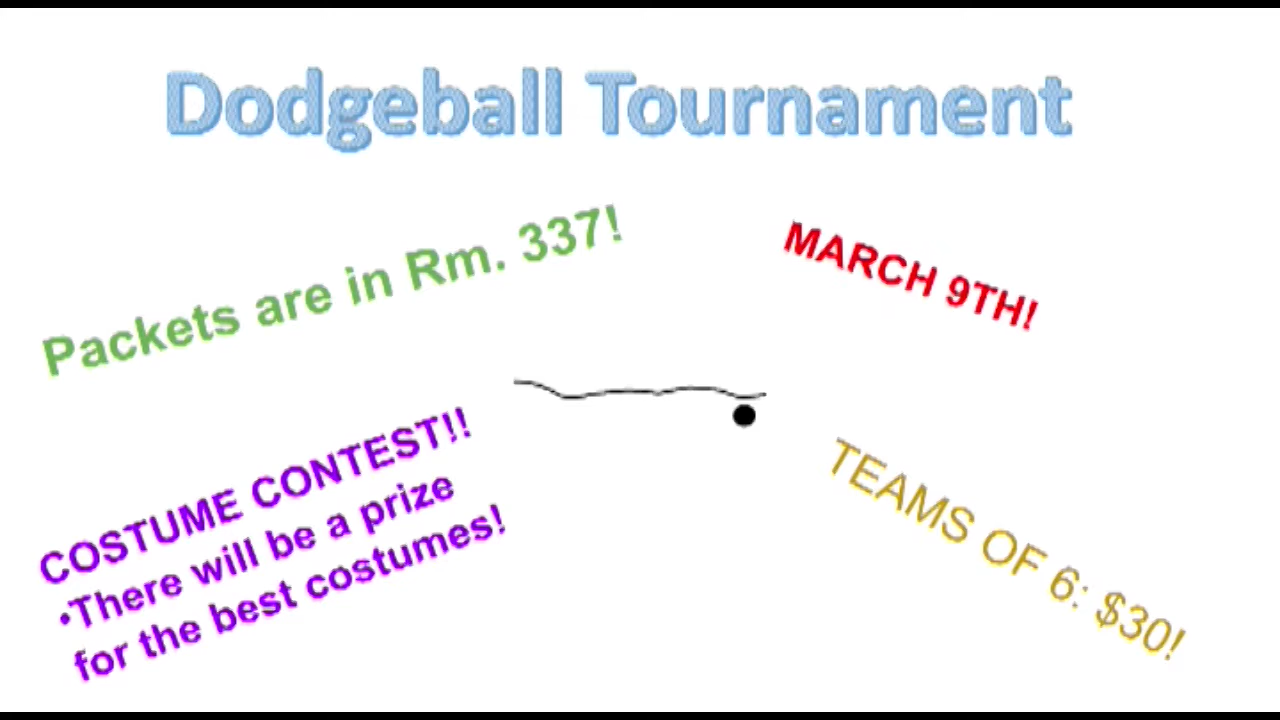 Dodgeball Tournament
Packets are in Rm. 337!
MARCH 9TH!
COSTUME CONTEST!!
•There will be a prize
for the best costumes!
TEAMS OF 6: $30!